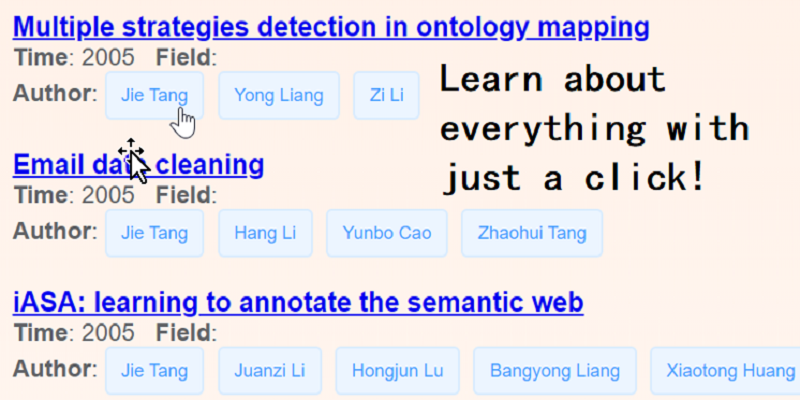 Multiple strategies detection in ontology mapping
Time: 2005 Field:
Author: Jie Tang Yong Liang Zi Li
Learn about
everything with
just a click!
Email data cleaning
Time: 2005 Field:
Author: Jie Tang Hang Li Yunbo Cao Zhaohui Tang
iASA: learning to annotate the semantic web
Time: 2005 Field:
Author: Jie Tang Juanzi Li Hongjun Lu Bangyong Liang Xiaotong Huang